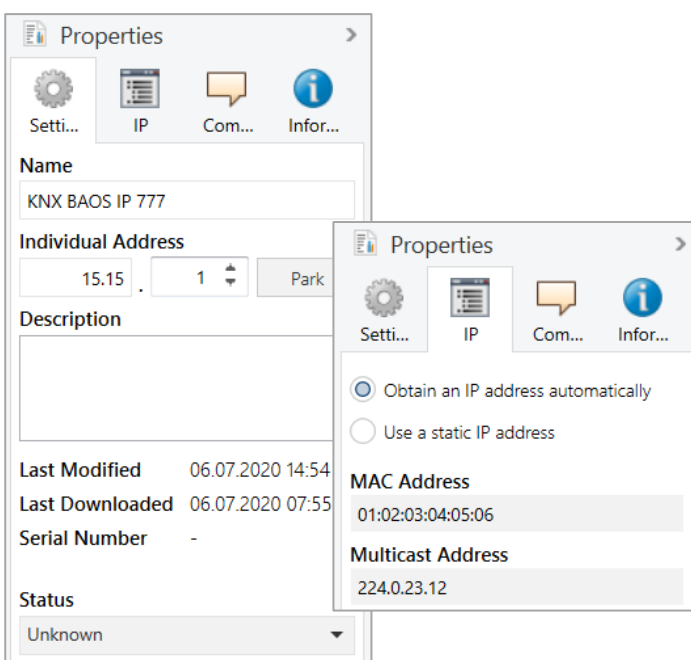 Properties
Setti... IP Com... Infor...
Name
KNX BAOS IP 777
Individual Address
15.15 . 1 Park
Description
Last Modified 06.07.2020 14:54
Last Downloaded 06.07.2020 07:55
Serial Number -
Status
Unknown
Properties
Setti... IP Com... Infor...
Obtain an IP address automatically
Use a static IP address
MAC Address
01:02:03:04:05:06
Multicast Address
224.0.23.12